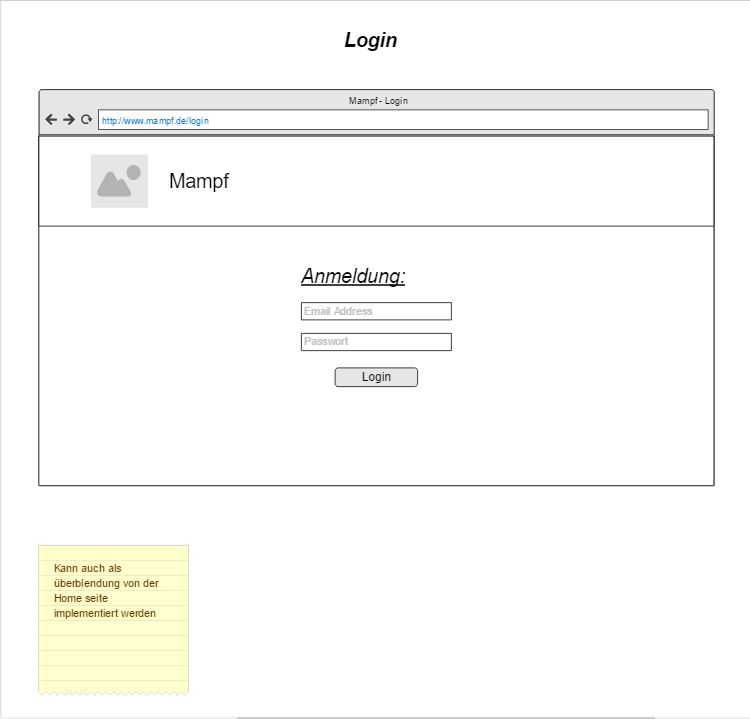 Login
Mampf- Login
http://www.mampf.de/login
Mampf
Anmeldung:
Email Address
Passwort
Login
Kann auch als
überblendung von der
Home seite
implementiert werden